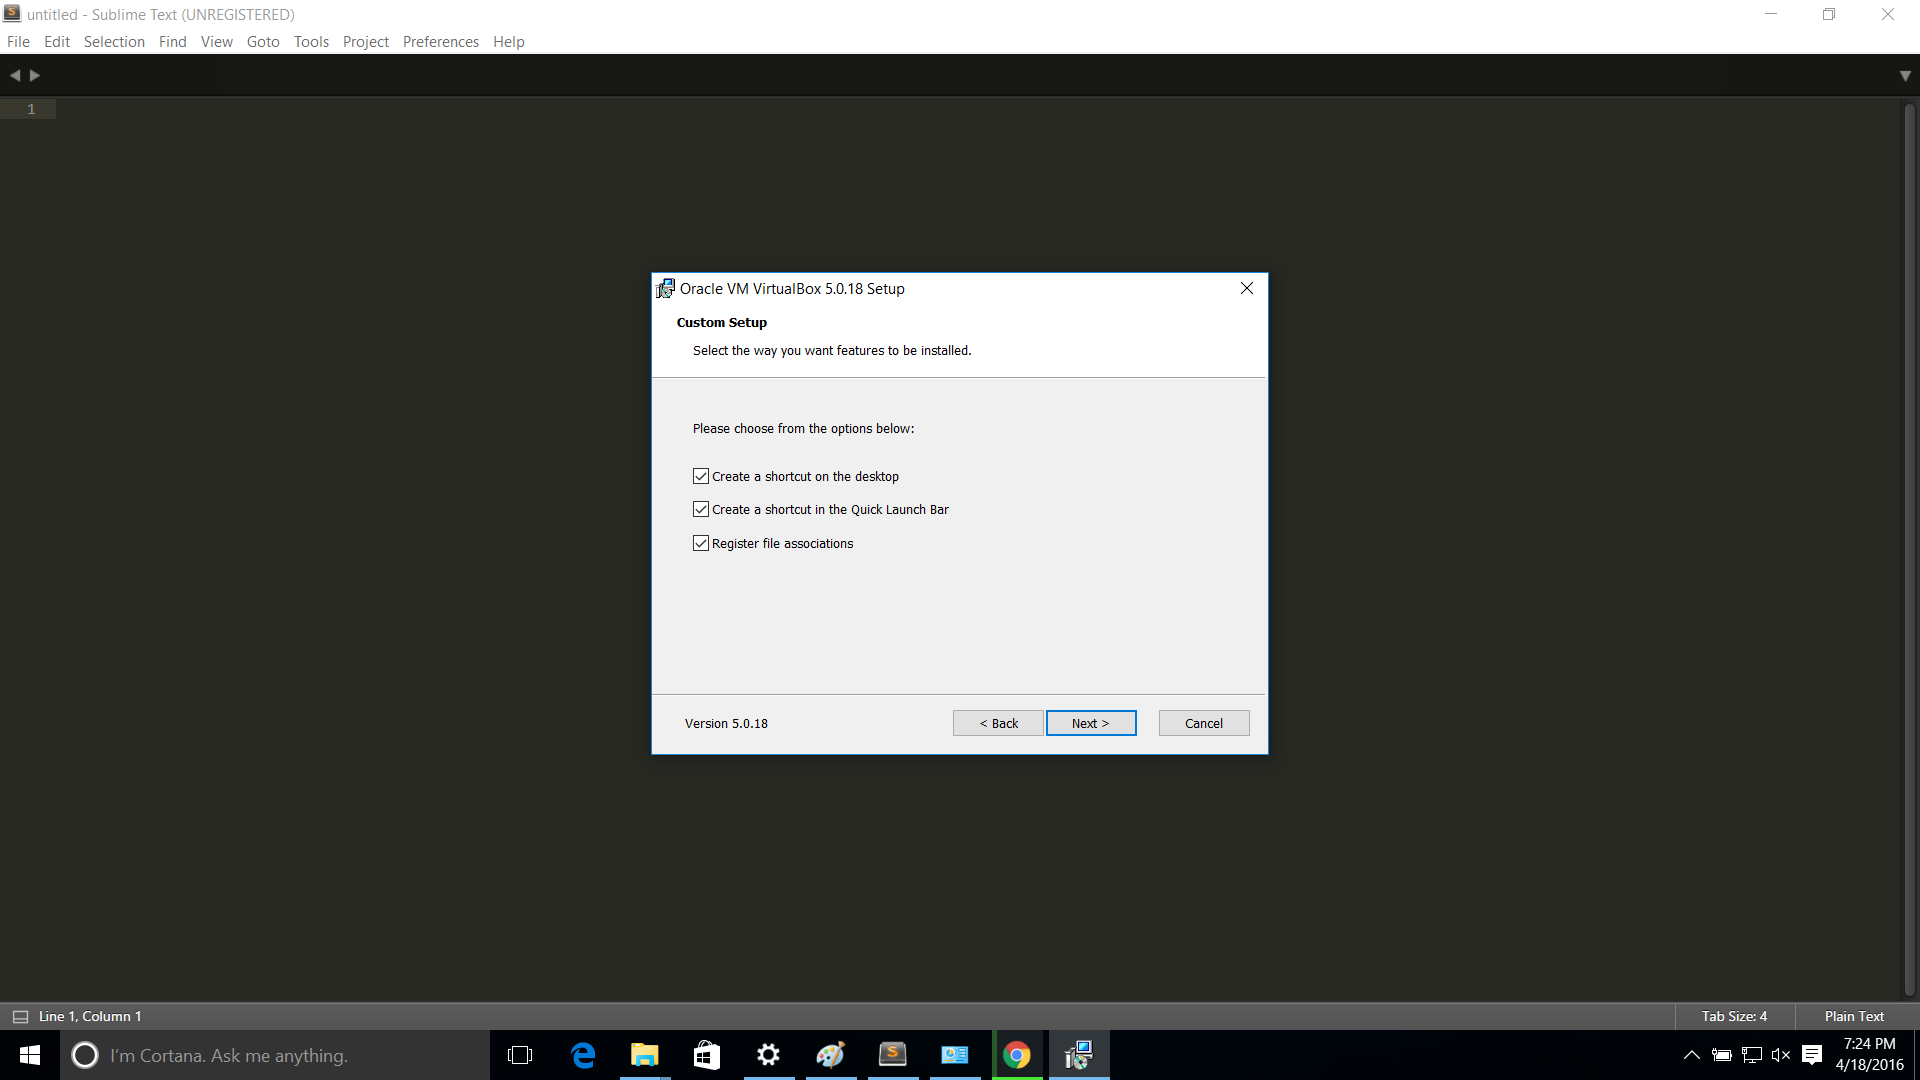 untitled - Sublime Text (UNREGISTERED)
File Edit Selection Find View Goto Tools Project Preferences Help
1
Oracle VM VirtualBox 5.0.18 Setup
Custom Setup
Select the way you want features to be installed.
Please choose from the options below:
Create a shortcut on the desktop
Create a shortcut in the Quick Launch Bar
Register file associations
Version 5.0.18
< Back Next > Cancel
Line 1, Column 1 Tab Size: 4 Plain Text
I'm Cortana. Ask me anything.
7:24 PM
4/18/2016